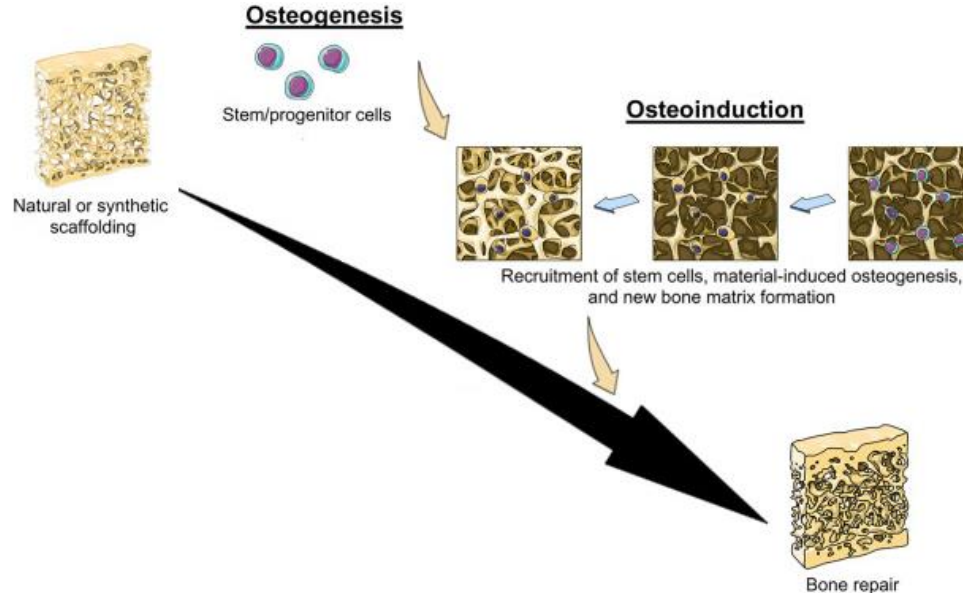 Osteogenesis
Stem/progenitor cells
Natural or synthetic
scaffolding
Osteoinduction
Recruitment of stem cells, material-induced osteogenesis,
and new bone matrix formation
Bone repair